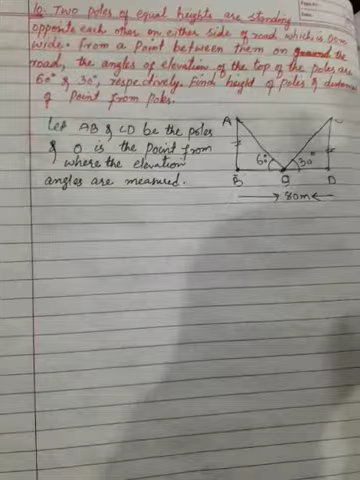 10. Two poles of equal heights are standing
opposite each other on either side of road which is 80m
wide. From a point between them on the
road, the angles of elevation of the top of the poles are
60° & 30°, respectively. Find height of poles & distance
of point from poles.
Let AB & CD be the poles
& O is the point from
where the elevation
angles are measured.
A C
60° 30°
B O D
80m